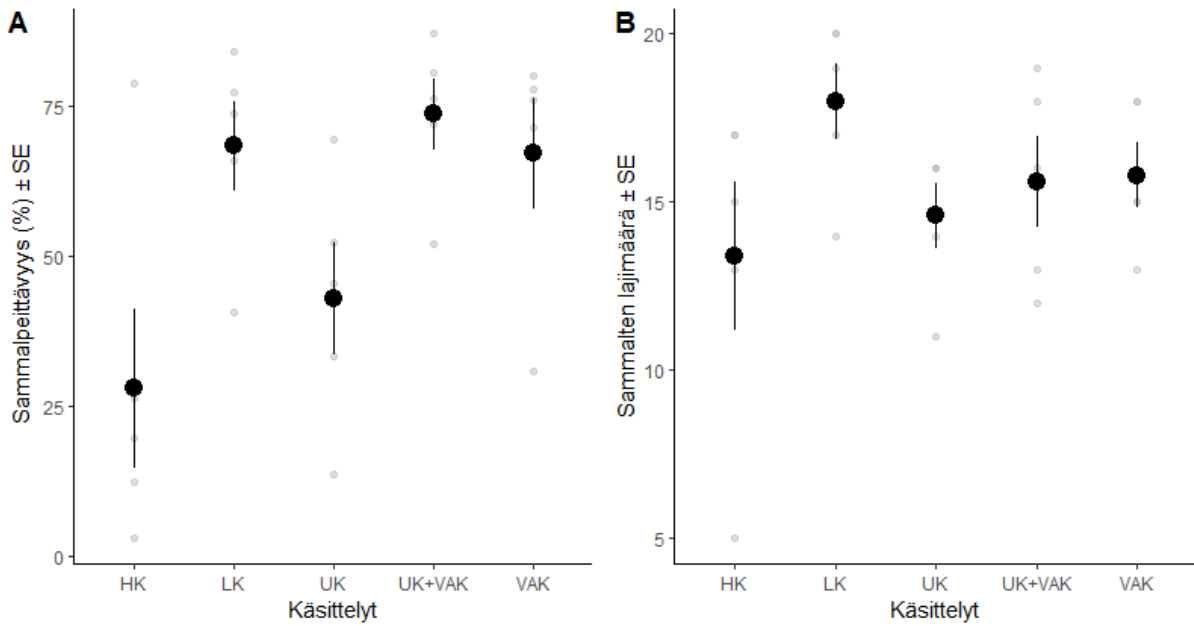 A
Sammalpeittävyys (%) ± SE
75
50
25
0
HK LK UK UK+VAK VAK
Käsittelyt
B
Sammalten lajimäärä ± SE
20
15
10
5
HK LK UK UK+VAK VAK
Käsittelyt